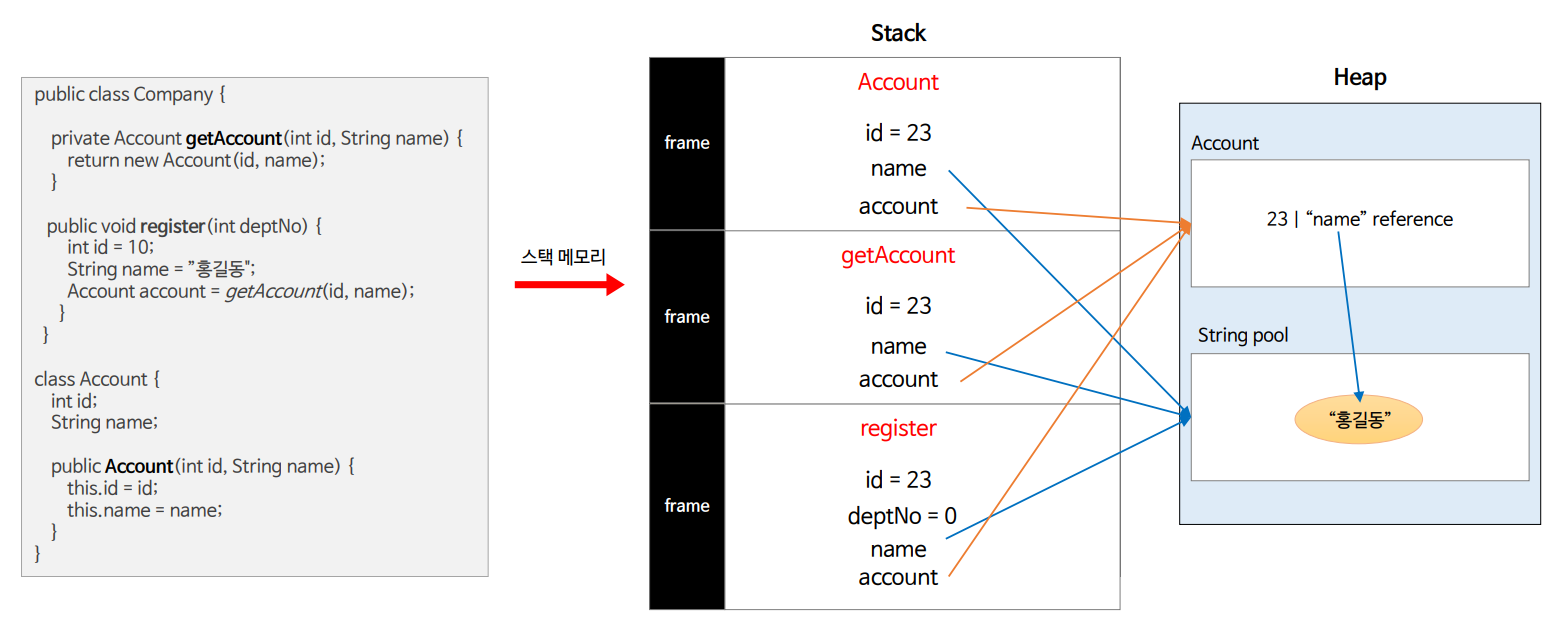 public class Company {
private Account getAccount(int id, String name) {
return new Account(id, name);
}
public void register(int deptNo) {
int id = 10;
String name = ”홍길동";
Account account = getAccount(id, name);
}
}
class Account {
int id;
String name;
public Account(int id, String name) {
this.id = id;
this.name = name;
}
}
스택 메모리
Stack
frame
Account
id = 23
name
account
frame
getAccount
id = 23
name
account
frame
register
id = 23
deptNo = 0
name
account
Heap
Account
23 | “name” reference
String pool
“홍길동”